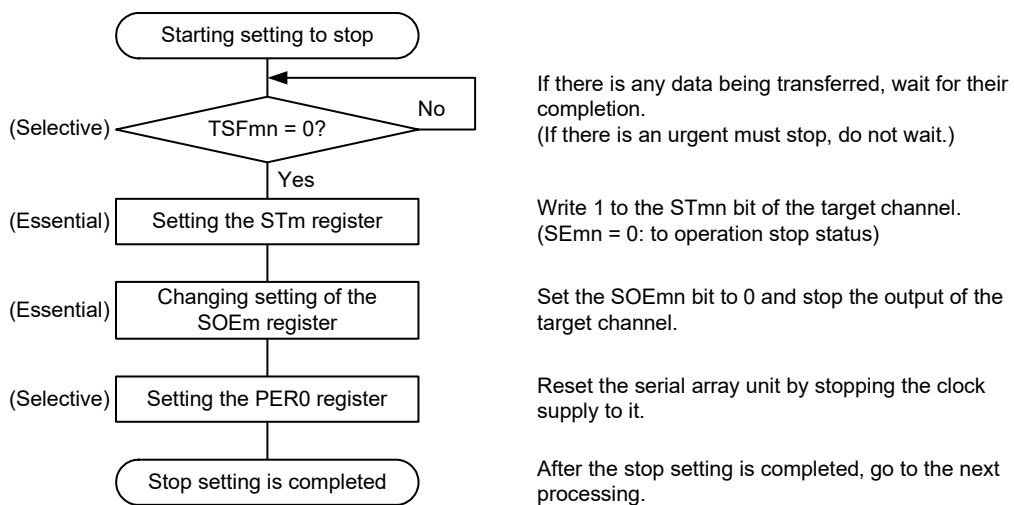 Starting setting to stop
No
(Selective)
TSFmn = 0?
If there is any data being transferred, wait for their
completion.
(If there is an urgent must stop, do not wait.)
Yes
(Essential)
Setting the STm register
Write 1 to the STmn bit of the target channel.
(SEmn = 0: to operation stop status)
(Essential)
Changing setting of the
SOEm register
Set the SOEmn bit to 0 and stop the output of the
target channel.
(Selective)
Setting the PER0 register
Reset the serial array unit by stopping the clock
supply to it.
Stop setting is completed
After the stop setting is completed, go to the next
processing.